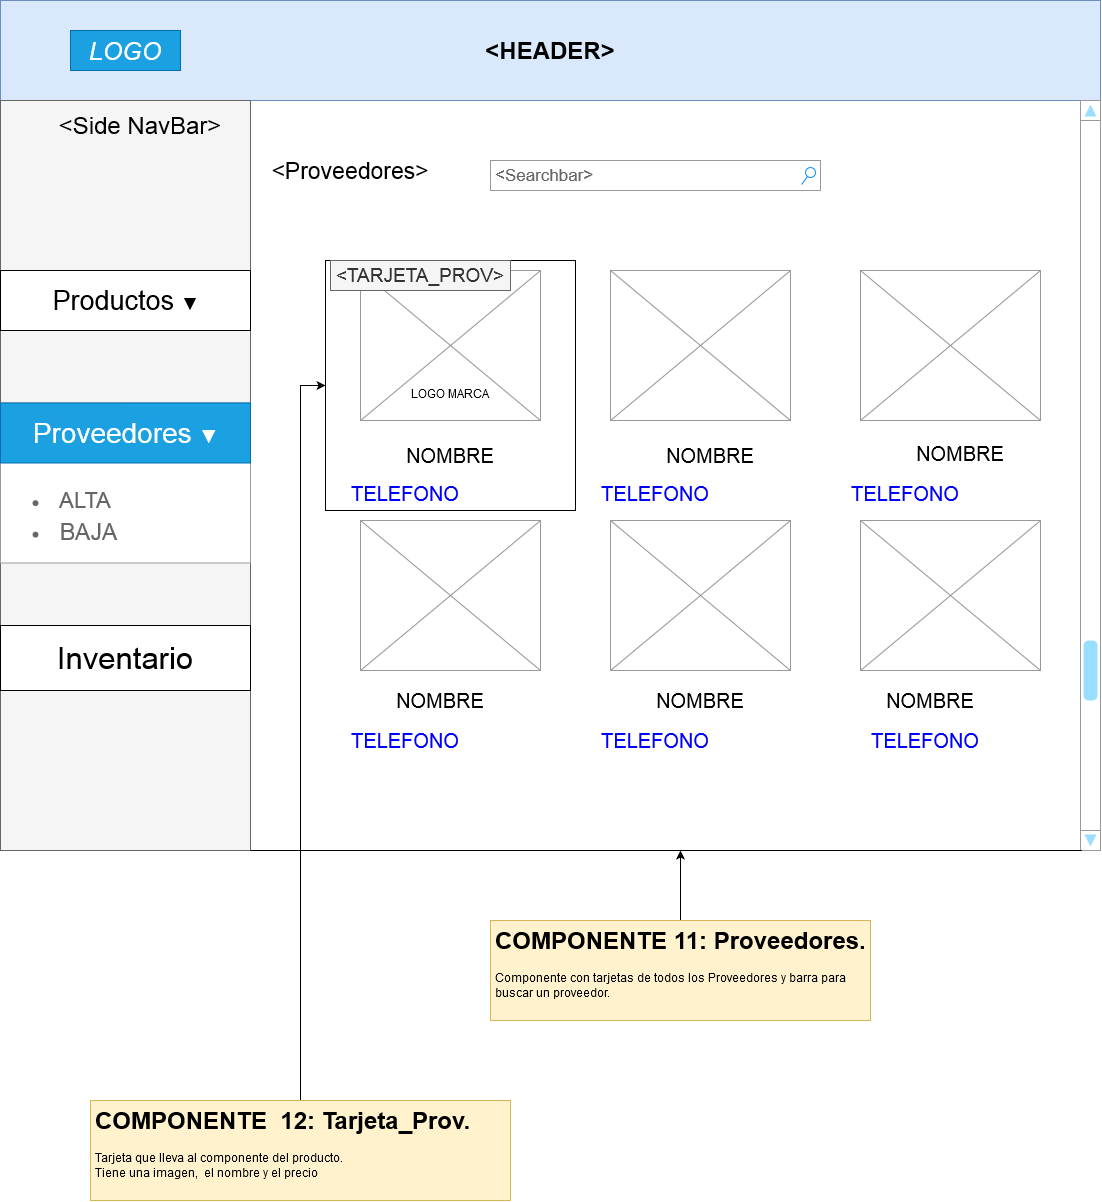 LOGO
<HEADER>
<Side NavBar>
<Proveedores>
<Searchbar>
<TARJETA_PROV>
Productos ▼
LOGO MARCA
Proveedores ▼
NOMBRE
NOMBRE
NOMBRE
TELEFONO
TELEFONO
TELEFONO
• ALTA
• BAJA
Inventario
NOMBRE
NOMBRE
NOMBRE
TELEFONO
TELEFONO
TELEFONO
COMPONENTE 11: Proveedores.
Componente con tarjetas de todos los Proveedores y barra para
buscar un proveedor.
COMPONENTE  12: Tarjeta_Prov.
Tarjeta que lleva al componente del producto.
Tiene una imagen,  el nombre y el precio